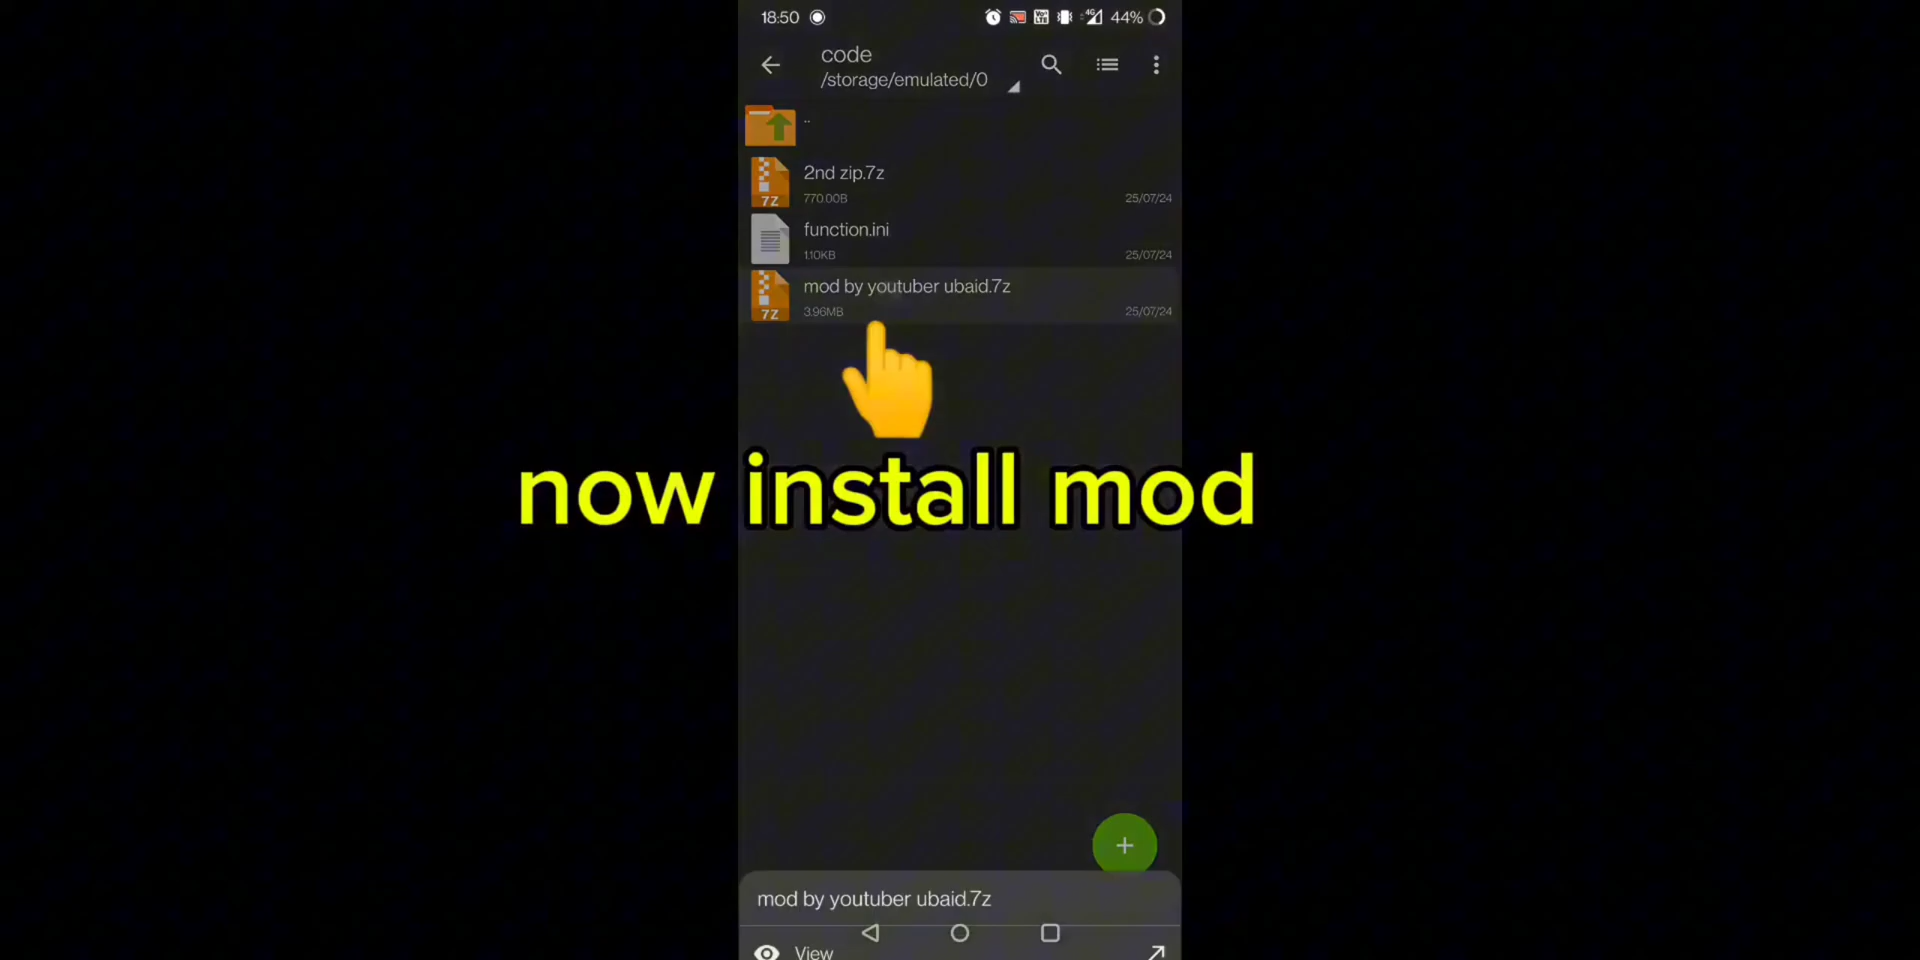 18:50
44%
code
/storage/emulated/0
..
2nd zip.7z
770.00B
25/07/24
7Z
function.ini
1.10KB
25/07/24
mod by youtuber ubaid.7z
3.96MB
25/07/24
7Z
now install mod
+
mod by youtuber ubaid.7z
View